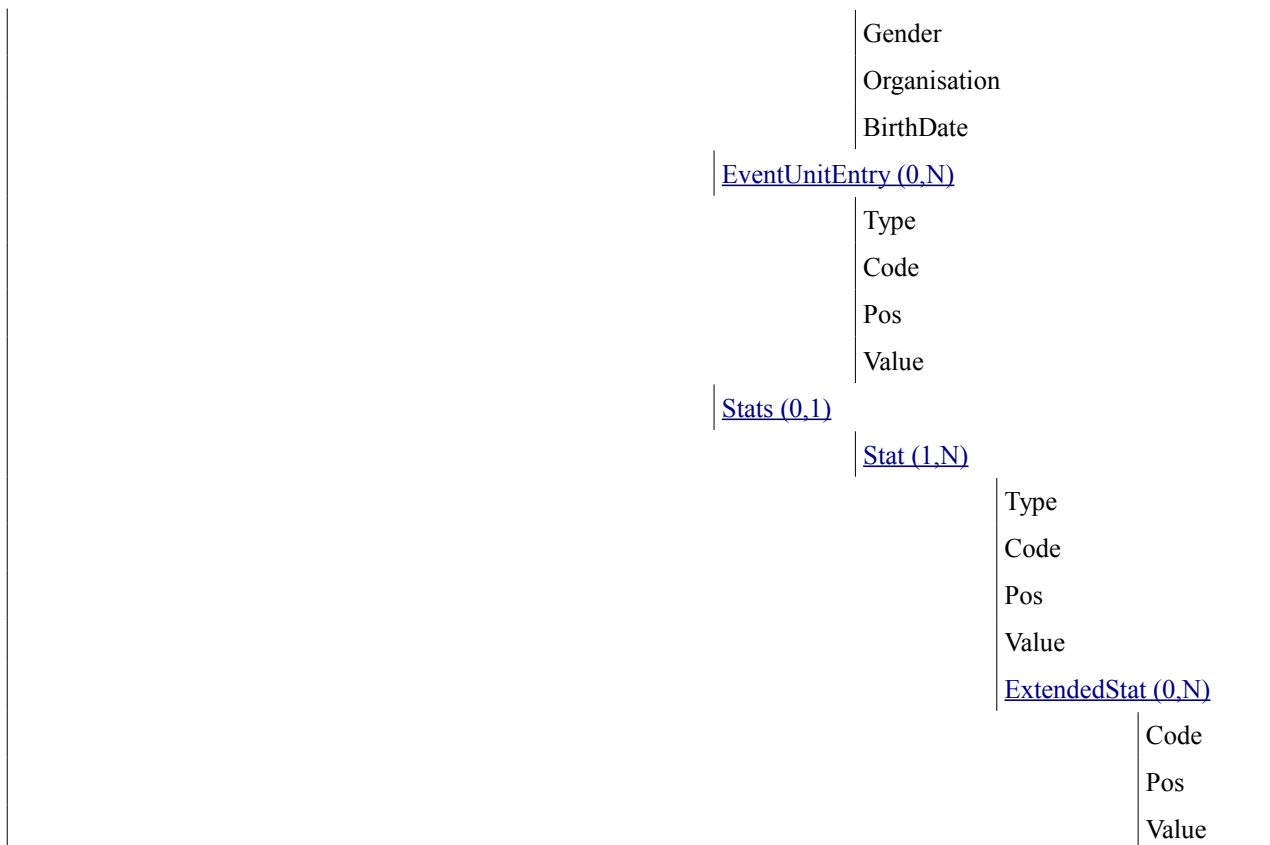 Gender
Organisation
BirthDate
EventUnitEntry (0,N)
Type
Code
Pos
Value
Stats (0,1)
Stat (1,N)
Type
Code
Pos
Value
ExtendedStat (0,N)
Code
Pos
Value